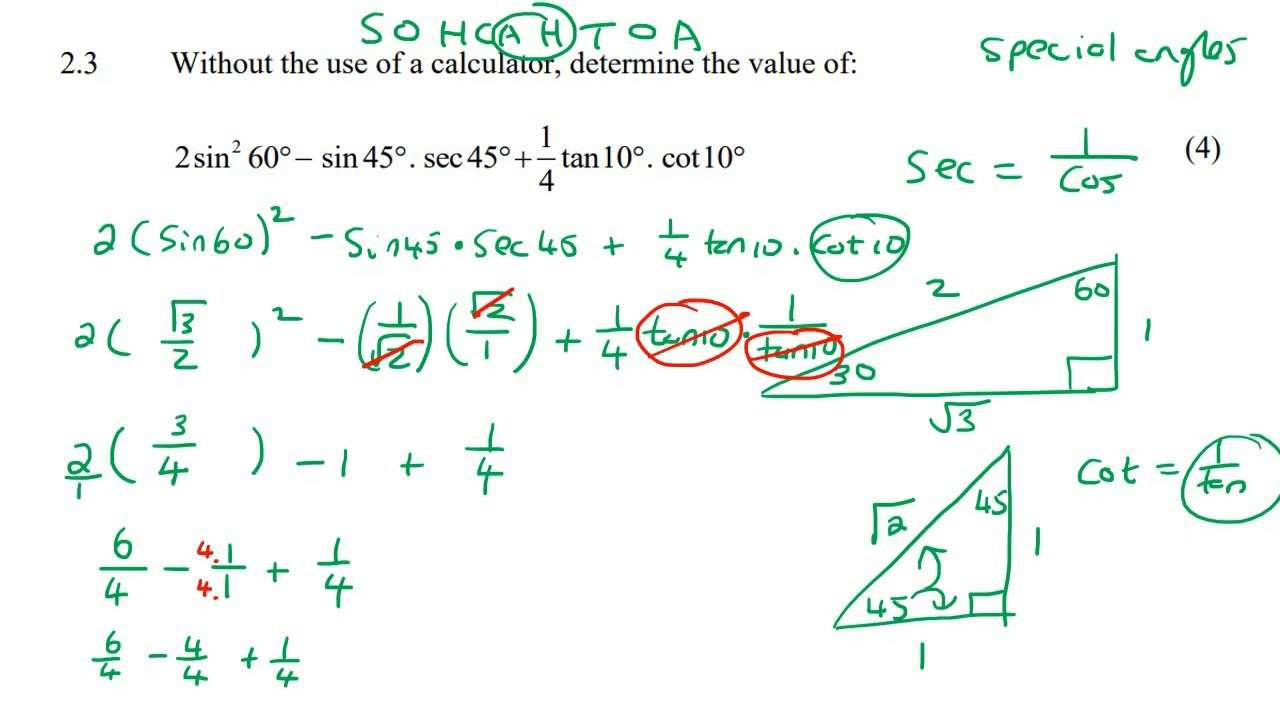 SOHCAHTOA
special angles
2.3 Without the use of a calculator, determine the value of:
2 sin² 60° – sin 45° . sec 45° + 1/4 tan 10° . cot 10° (4)
sec = 1/cos
2(sin60)² - sin45 • sec45 + 1/4 tan10 . cot10
2(√3/2)² - (1/√2)(√2/1) + 1/4 tan10 . 1/tan10
2
60
1
30
√3
2/1(3/4) - 1 + 1/4
cot = 1/tan
√2
45
1
45
1
6/4 - 4.1/4.1 + 1/4
6/4 - 4/4 + 1/4